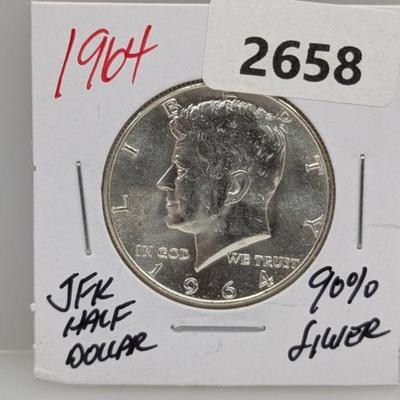 1964
2658
LIBERTY
IN GOD WE TRUST
1964
JFK
HALF
DOLLAR
90%
SILVER